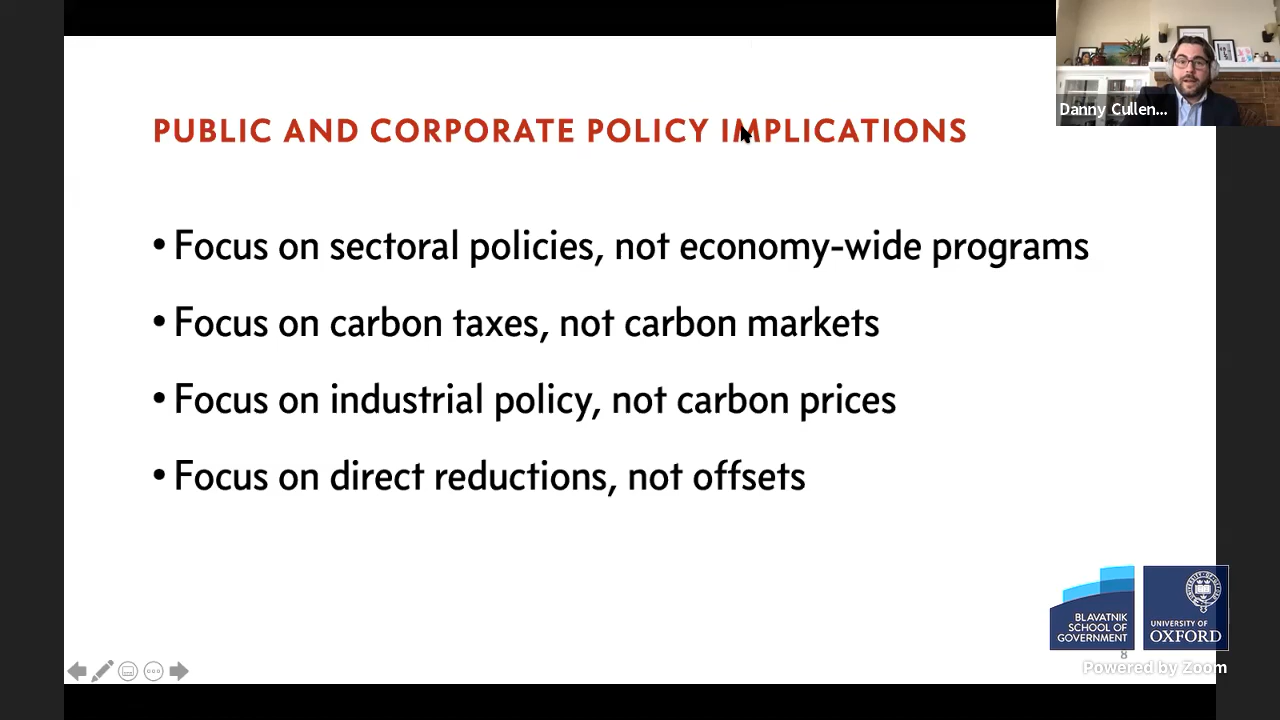 Danny Cullen...
PUBLIC AND CORPORATE POLICY IMPLICATIONS
• Focus on sectoral policies, not economy-wide programs
• Focus on carbon taxes, not carbon markets
• Focus on industrial policy, not carbon prices
• Focus on direct reductions, not offsets
BLAVATNIK
SCHOOL OF
GOVERNMENT
UNIVERSITY OF
OXFORD
8
Powered by Zoom